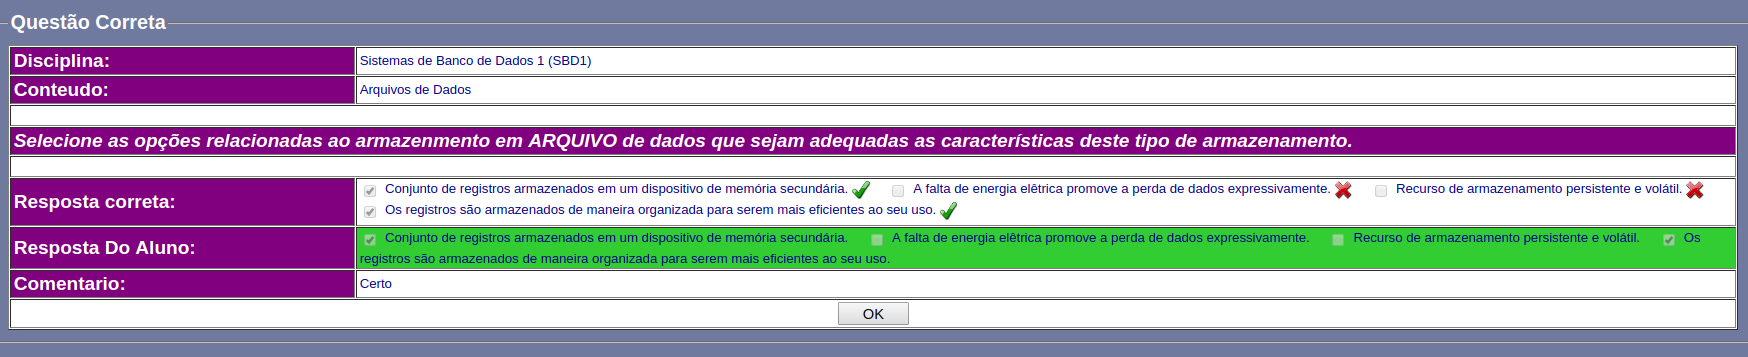 Questão Correta
Disciplina: Sistemas de Banco de Dados 1 (SBD1)
Conteudo: Arquivos de Dados
Selecione as opções relacionadas ao armazenmento em ARQUIVO de dados que sejam adequadas as características deste tipo de armazenamento.
Resposta correta: Conjunto de registros armazenados em um dispositivo de memória secundária. A falta de energia elêtrica promove a perda de dados expressivamente. Recurso de armazenamento persistente e volátil.
Os registros são armazenados de maneira organizada para serem mais eficientes ao seu uso.
Resposta Do Aluno: Conjunto de registros armazenados em um dispositivo de memória secundária. A falta de energia elêtrica promove a perda de dados expressivamente. Recurso de armazenamento persistente e volátil. Os
registros são armazenados de maneira organizada para serem mais eficientes ao seu uso.
Comentario: Certo
OK